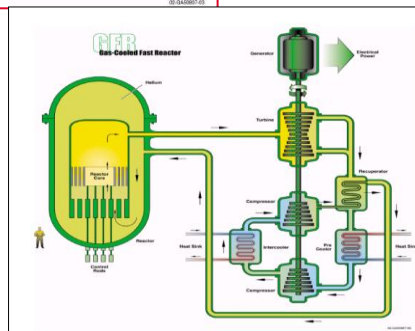 GFR
Gas-Cooled Fast Reactor
Helium
Generator
Electrical
Power
Turbine
Reactor
Core
Recuperator
Compressor
Heat Sink
Intercooler
Pre
Cooler
Heat Sink
Reactor
Control
Rods
Compressor